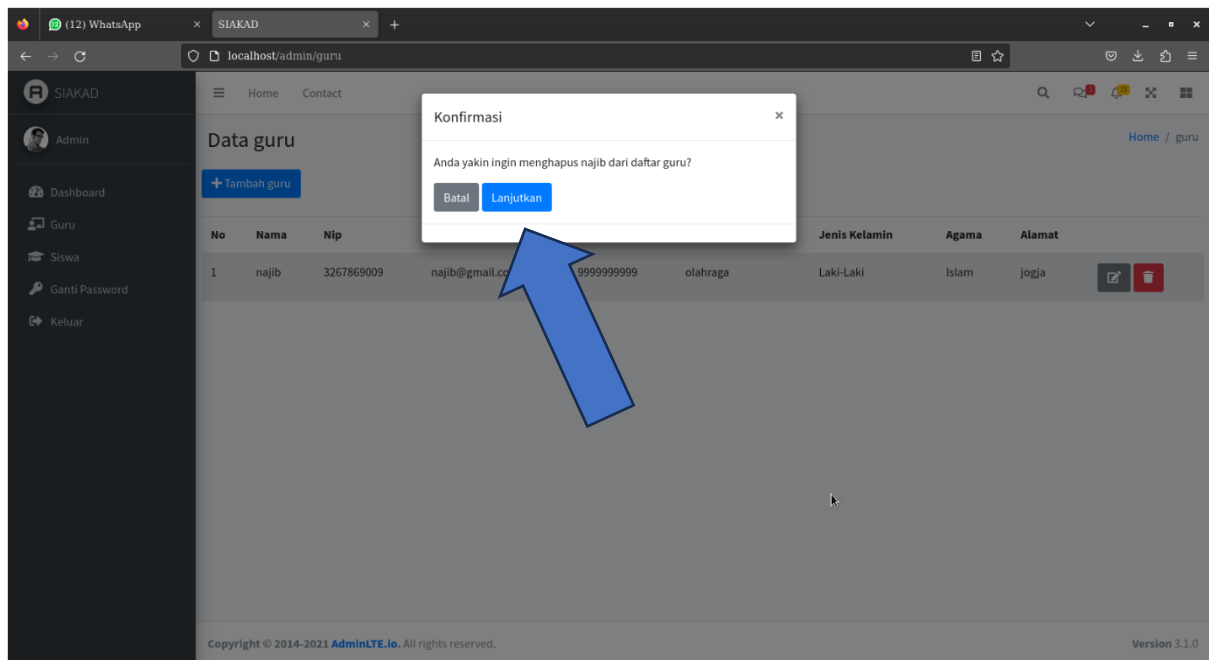 (12) WhatsApp
SIAKAD
localhost/admin/guru
SIAKAD
Home Contact
Admin
Data guru
Home / guru
Tambah guru
Dashboard
Guru
Siswa
Ganti Password
Keluar
Konfirmasi
Anda yakin ingin menghapus najib dari daftar guru?
Batal Lanjutkan
No Nama Nip Jenis Kelamin Agama Alamat
1 najib 3267869009 najib@gmail.co 9999999999 olahraga Laki-Laki Islam jogja
Copyright © 2014-2021 AdminLTE.io. All rights reserved.
Version 3.1.0